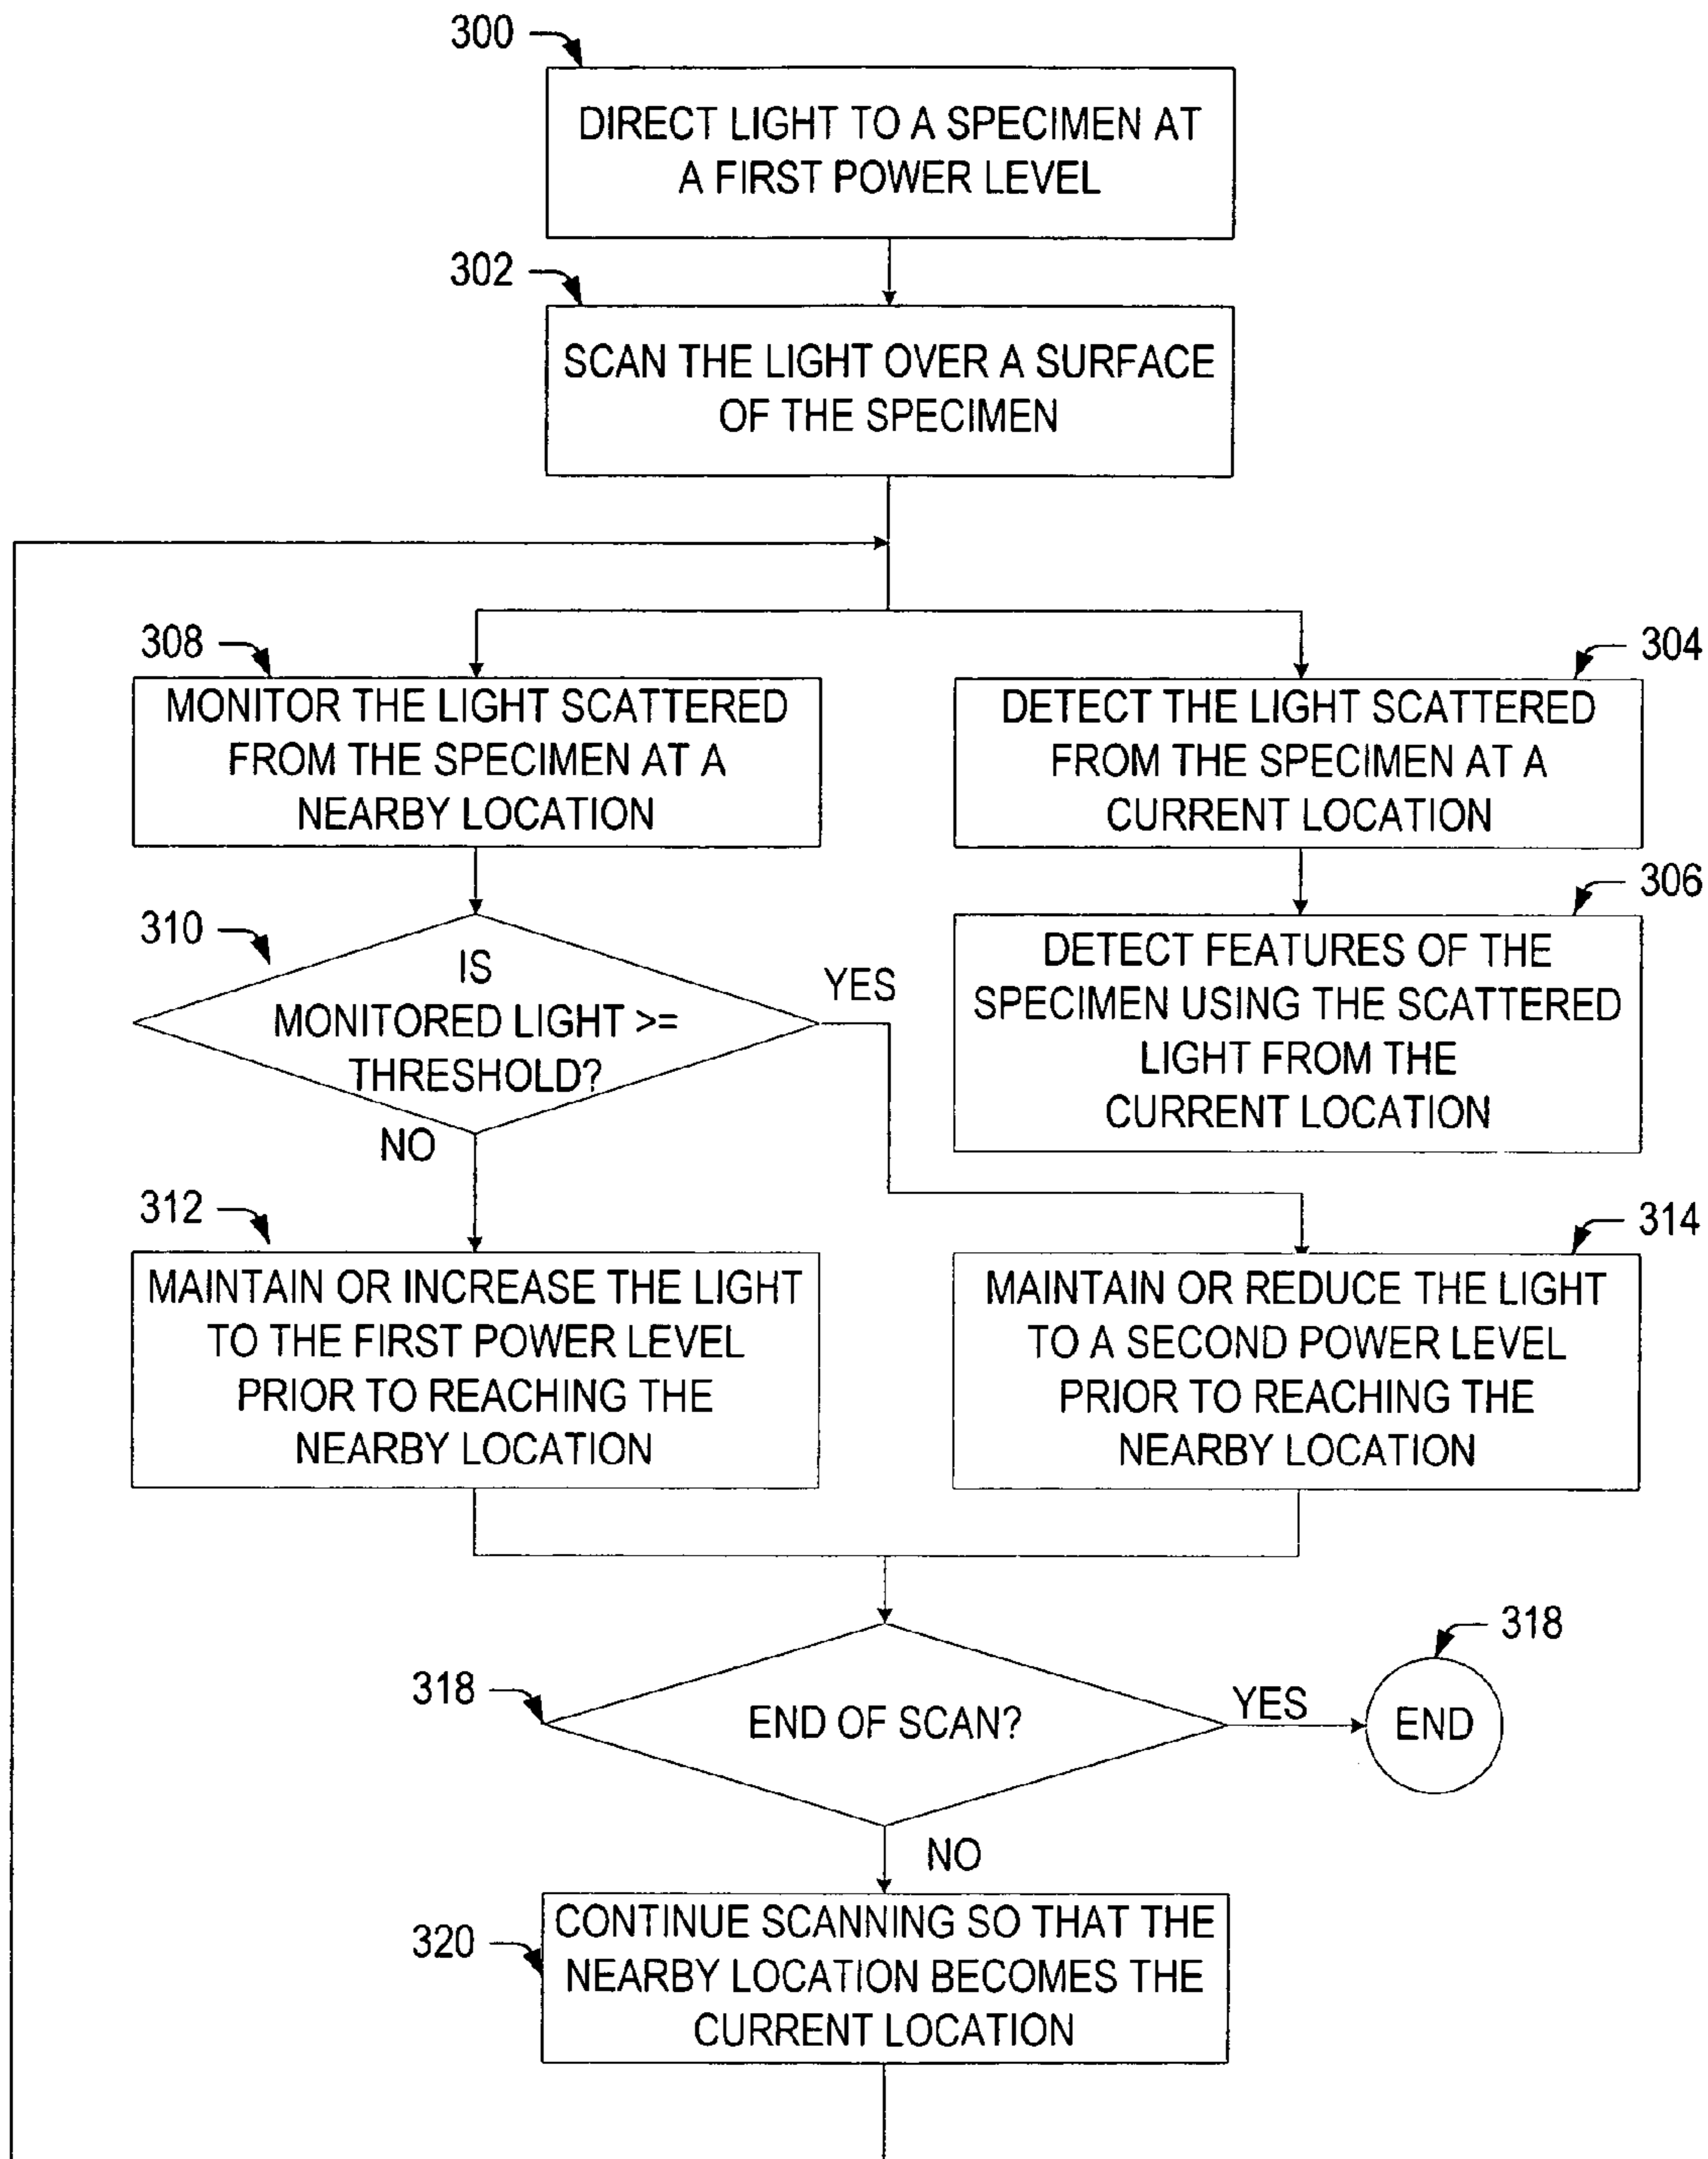 300
DIRECT LIGHT TO A SPECIMEN AT
A FIRST POWER LEVEL
302
SCAN THE LIGHT OVER A SURFACE
OF THE SPECIMEN
308
MONITOR THE LIGHT SCATTERED
FROM THE SPECIMEN AT A
NEARBY LOCATION
304
DETECT THE LIGHT SCATTERED
FROM THE SPECIMEN AT A
CURRENT LOCATION
306
DETECT FEATURES OF THE
SPECIMEN USING THE SCATTERED
LIGHT FROM THE
CURRENT LOCATION
310
IS
MONITORED LIGHT >=
THRESHOLD?
YES
NO
312
MAINTAIN OR INCREASE THE LIGHT
TO THE FIRST POWER LEVEL
PRIOR TO REACHING THE
NEARBY LOCATION
314
MAINTAIN OR REDUCE THE LIGHT
TO A SECOND POWER LEVEL
PRIOR TO REACHING THE
NEARBY LOCATION
318
END OF SCAN?
YES
318
END
NO
320
CONTINUE SCANNING SO THAT THE
NEARBY LOCATION BECOMES THE
CURRENT LOCATION